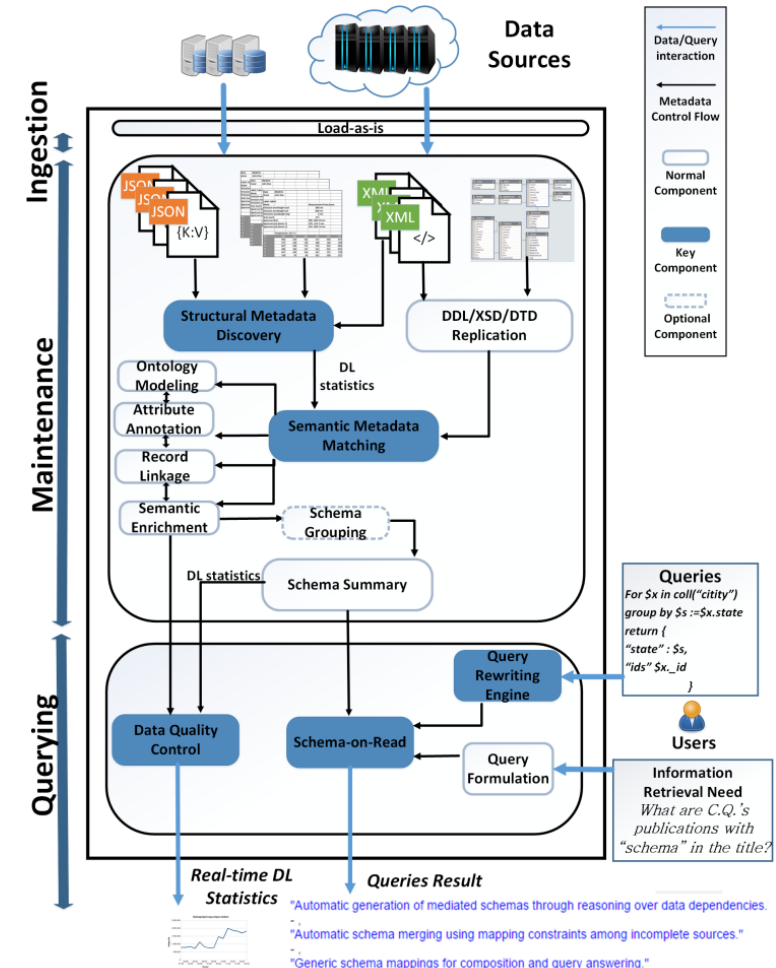 Data
Sources
Data/Query
interaction
Metadata
Control Flow
Normal
Component
Key
Component
Optional
Component
Ingestion
Load-as-is
Maintenance
JSON
JSON
JSON
{K:V}
XML
XML
XML
</>
Structural Metadata
Discovery
DDL/XSD/DTD
Replication
DL
statistics
Ontology
Modeling
Attribute
Annotation
Semantic Metadata
Matching
Record
Linkage
Semantic
Enrichment
Schema
Grouping
DL statistics
Schema Summary
Querying
Queries
For $x in coll(“citity”)
group by $s :=$x.state
return {
“state” : $s,
“ids” $x._id
}
Query
Rewriting
Engine
Users
Data Quality
Control
Schema-on-Read
Query
Formulation
Information
Retrieval Need
What are C.Q.’s
publications with
“schema” in the title?
Real-time DL
Statistics
Queries Result
"Automatic generation of mediated schemas through reasoning over data dependencies.
"Automatic schema merging using mapping constraints among incomplete sources."
"Generic schema mappings for composition and query answering."